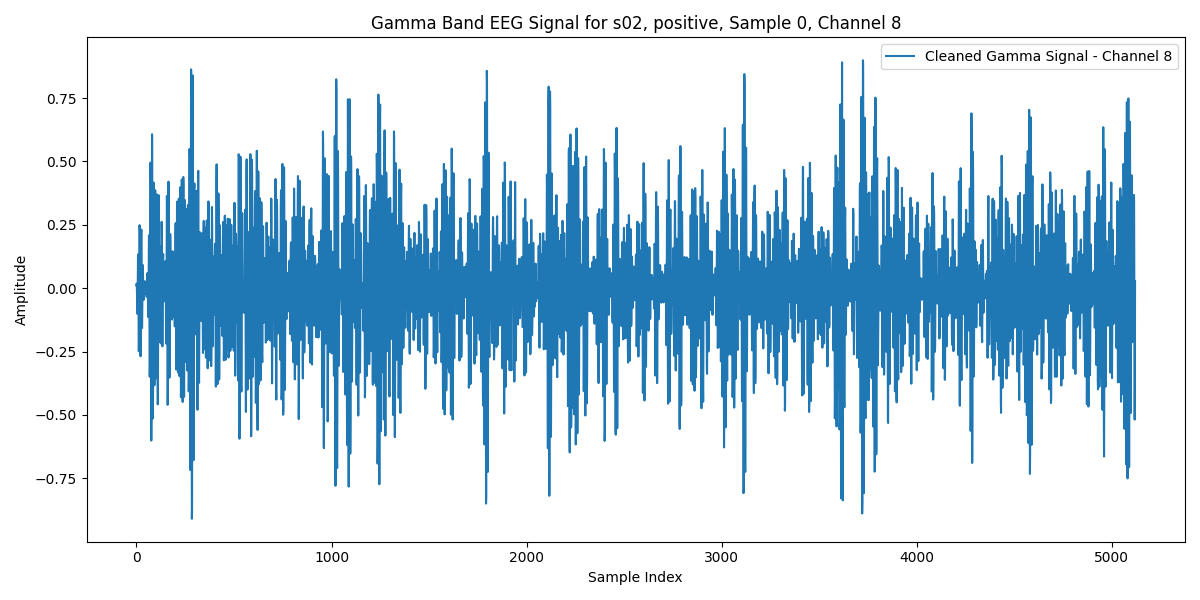 Gamma Band EEG Signal for s02, positive, Sample 0, Channel 8
Cleaned Gamma Signal - Channel 8
Amplitude
0.75
0.50
0.25
0.00
−0.25
−0.50
−0.75
0 1000 2000 3000 4000 5000
Sample Index